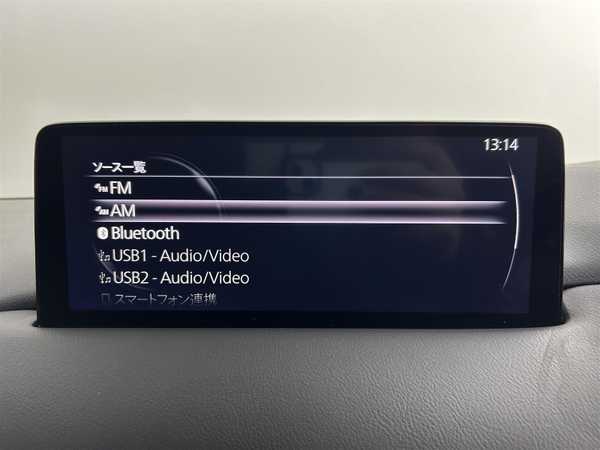 13:14
ソース一覧
FM
AM
Bluetooth
USB1 - Audio/Video
USB2 - Audio/Video
スマートフォン連携